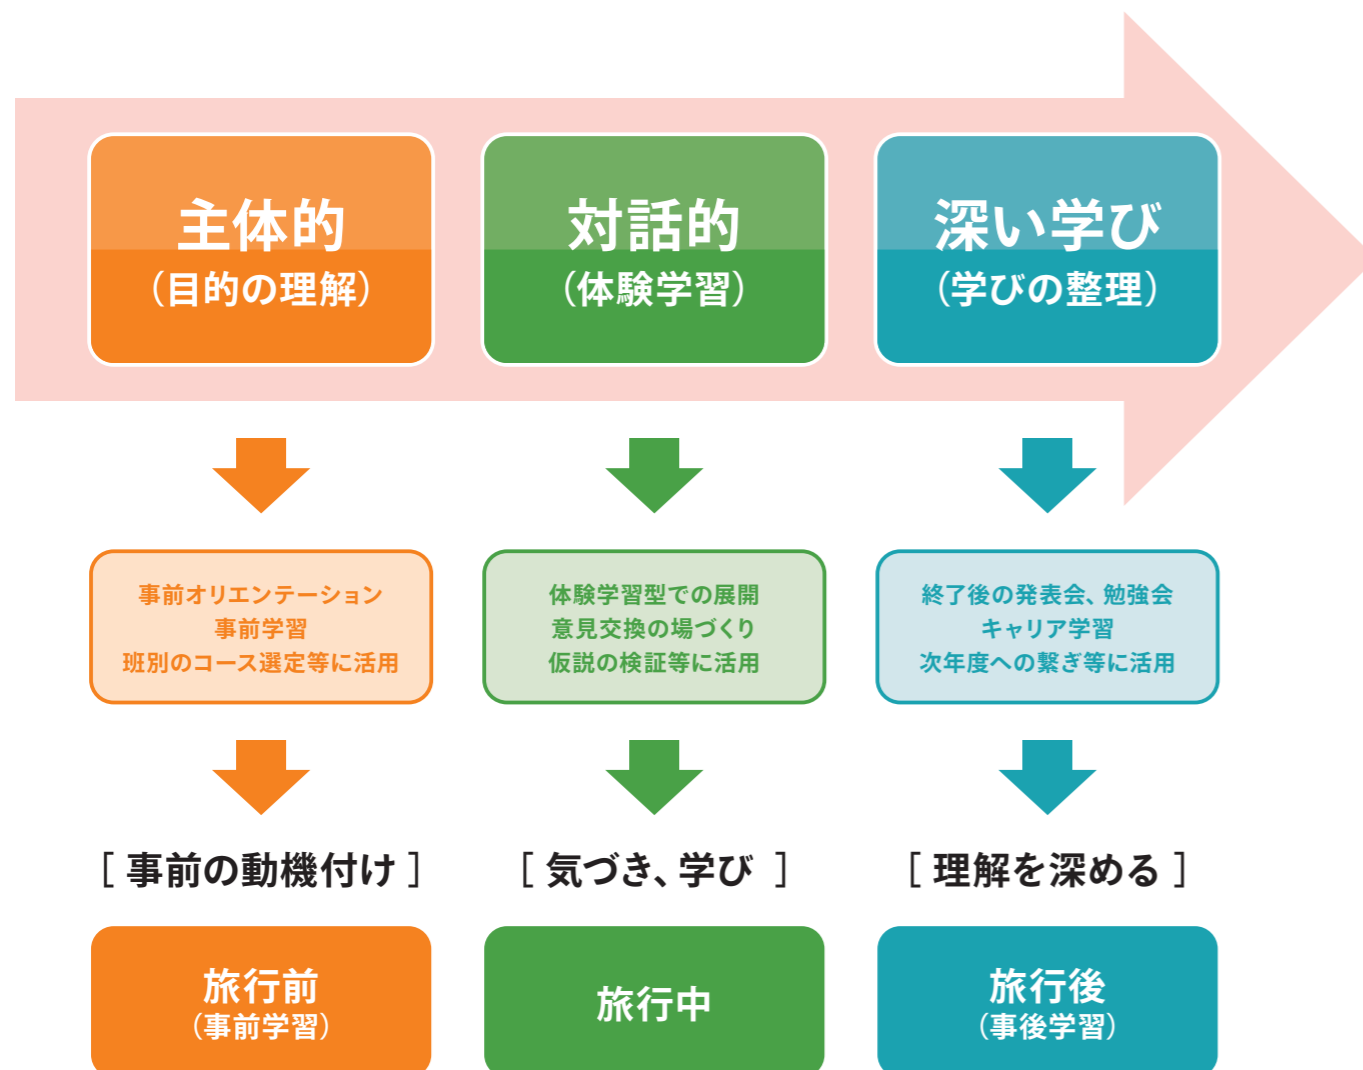 主体的
（目的の理解）
対話的
（体験学習）
深い学び
（学びの整理）
事前オリエンテーション
事前学習
班別のコース選定等に活用
体験学習型での展開
意見交換の場づくり
仮説の検証等に活用
終了後の発表会、勉強会
キャリア学習
次年度への繋ぎ等に活用
［ 事前の動機付け ］
［ 気づき、学び ］
［ 理解を深める ］
旅行前
（事前学習）
旅行中
旅行後
（事後学習）